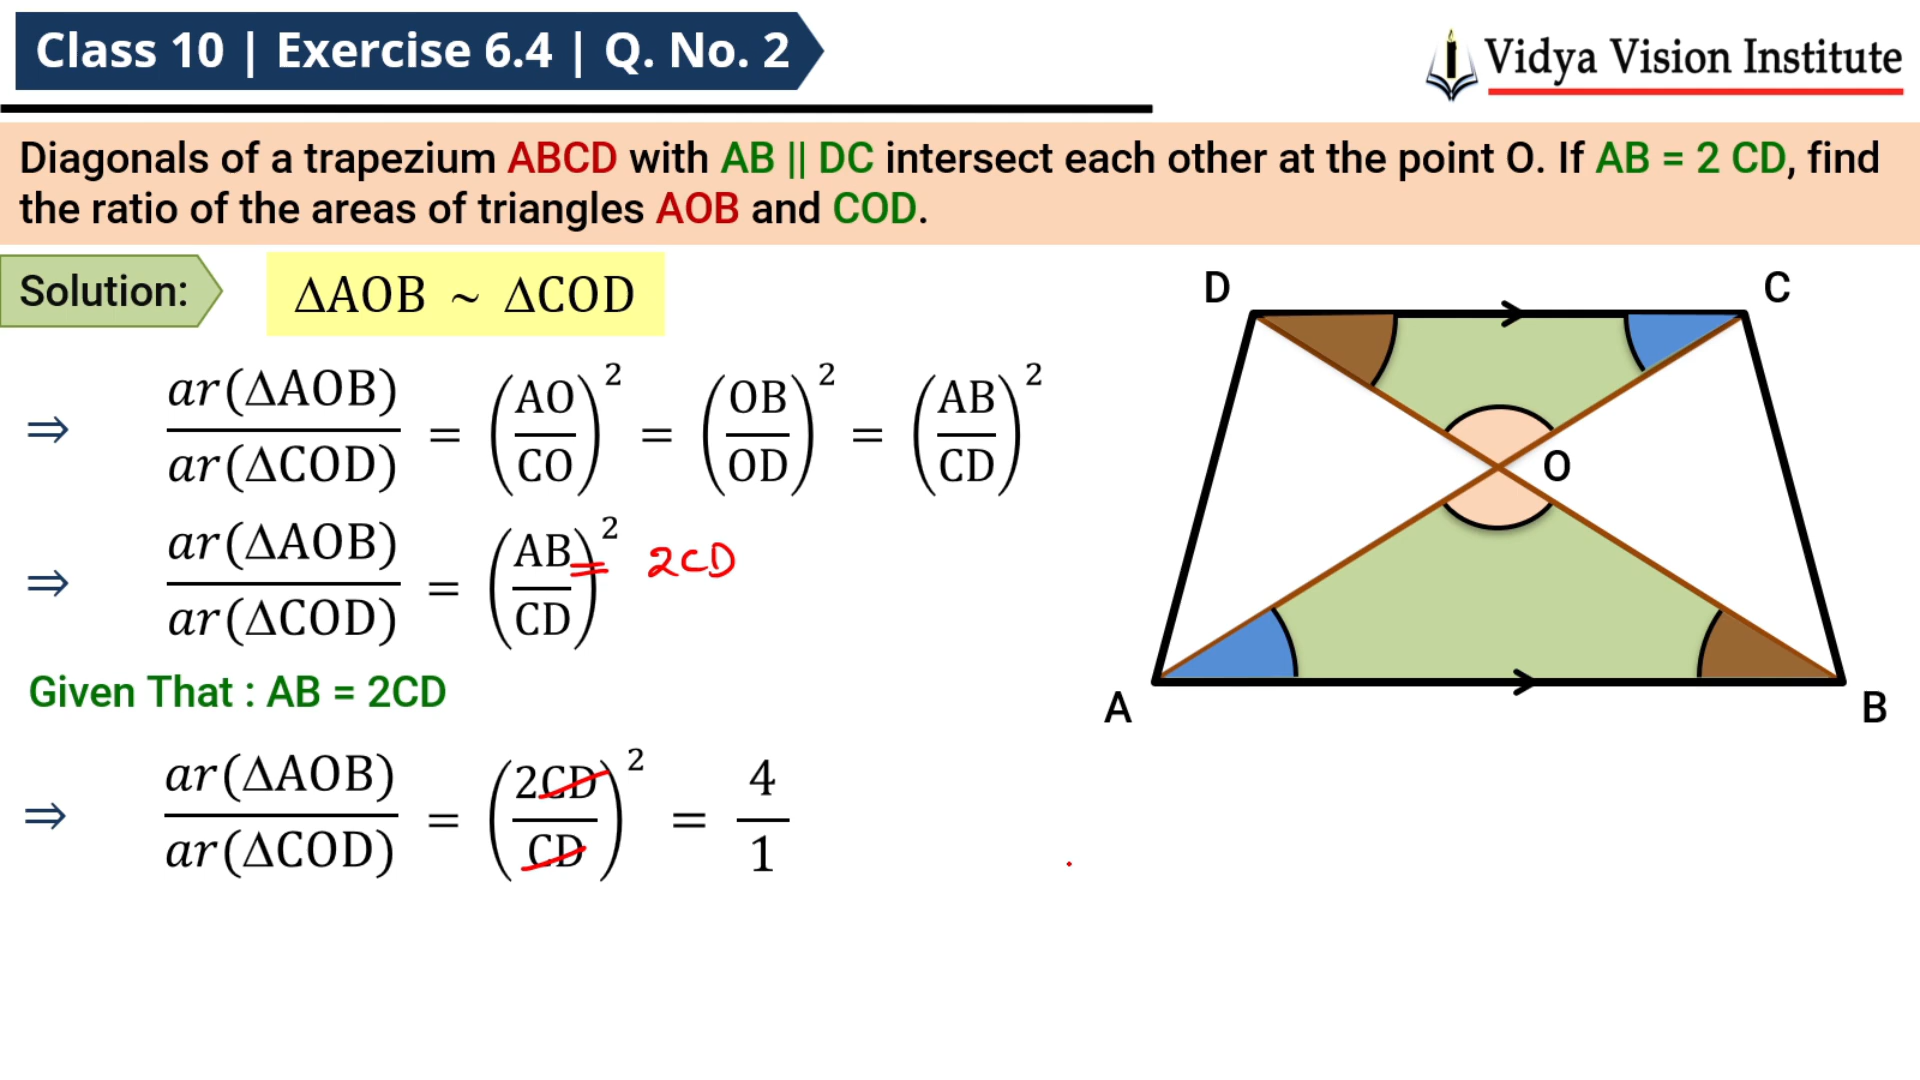 Class 10 | Exercise 6.4 | Q. No. 2
Vidya Vision Institute
Diagonals of a trapezium ABCD with AB || DC intersect each other at the point O. If AB = 2 CD, find
the ratio of the areas of triangles AOB and COD.
Solution:
ΔAOB ~ ΔCOD
⇒ ar(ΔAOB)/ar(ΔCOD) = (AO/CO)² = (OB/OD)² = (AB/CD)²
⇒ ar(ΔAOB)/ar(ΔCOD) = (AB/CD)² = 2CD
Given That : AB = 2CD
⇒ ar(ΔAOB)/ar(ΔCOD) = (2CD/CD)² = 4/1
D
C
O
A
B